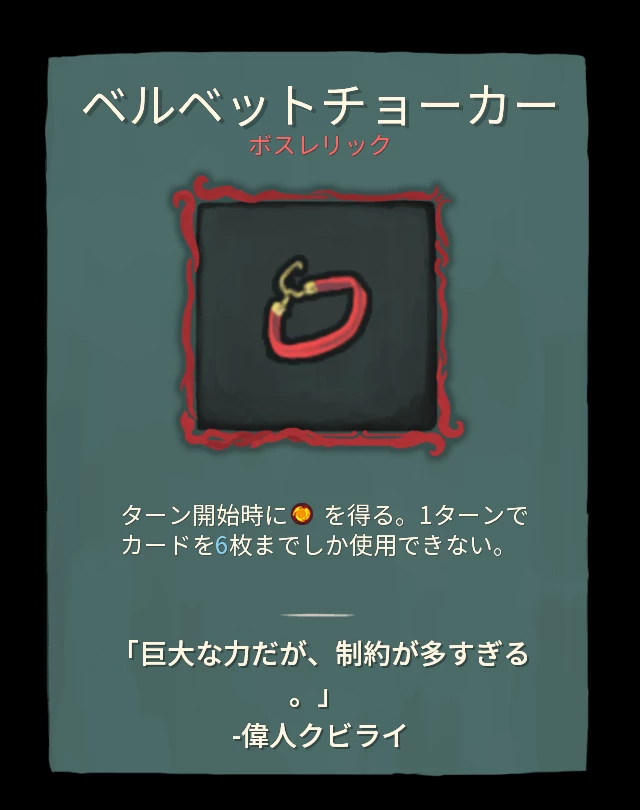 ベルベットチョーカー
ボスレリック
ターン開始時に を得る。1ターンで
カードを6枚までしか使用できない。
「巨大な力だが、制約が多すぎる
。」
-偉人クビライ